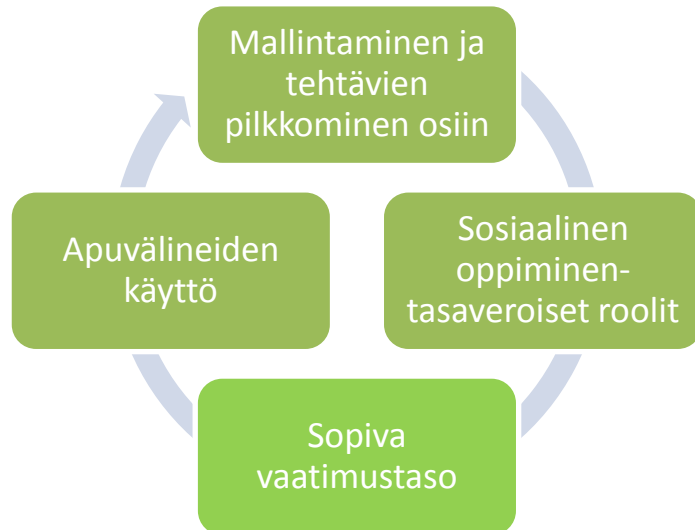 Mallintaminen ja
tehtävien
pilkkominen osiin
Sosiaalinen
oppiminen-
tasaveroiset roolit
Sopiva
vaatimustaso
Apuvälineiden
käyttö